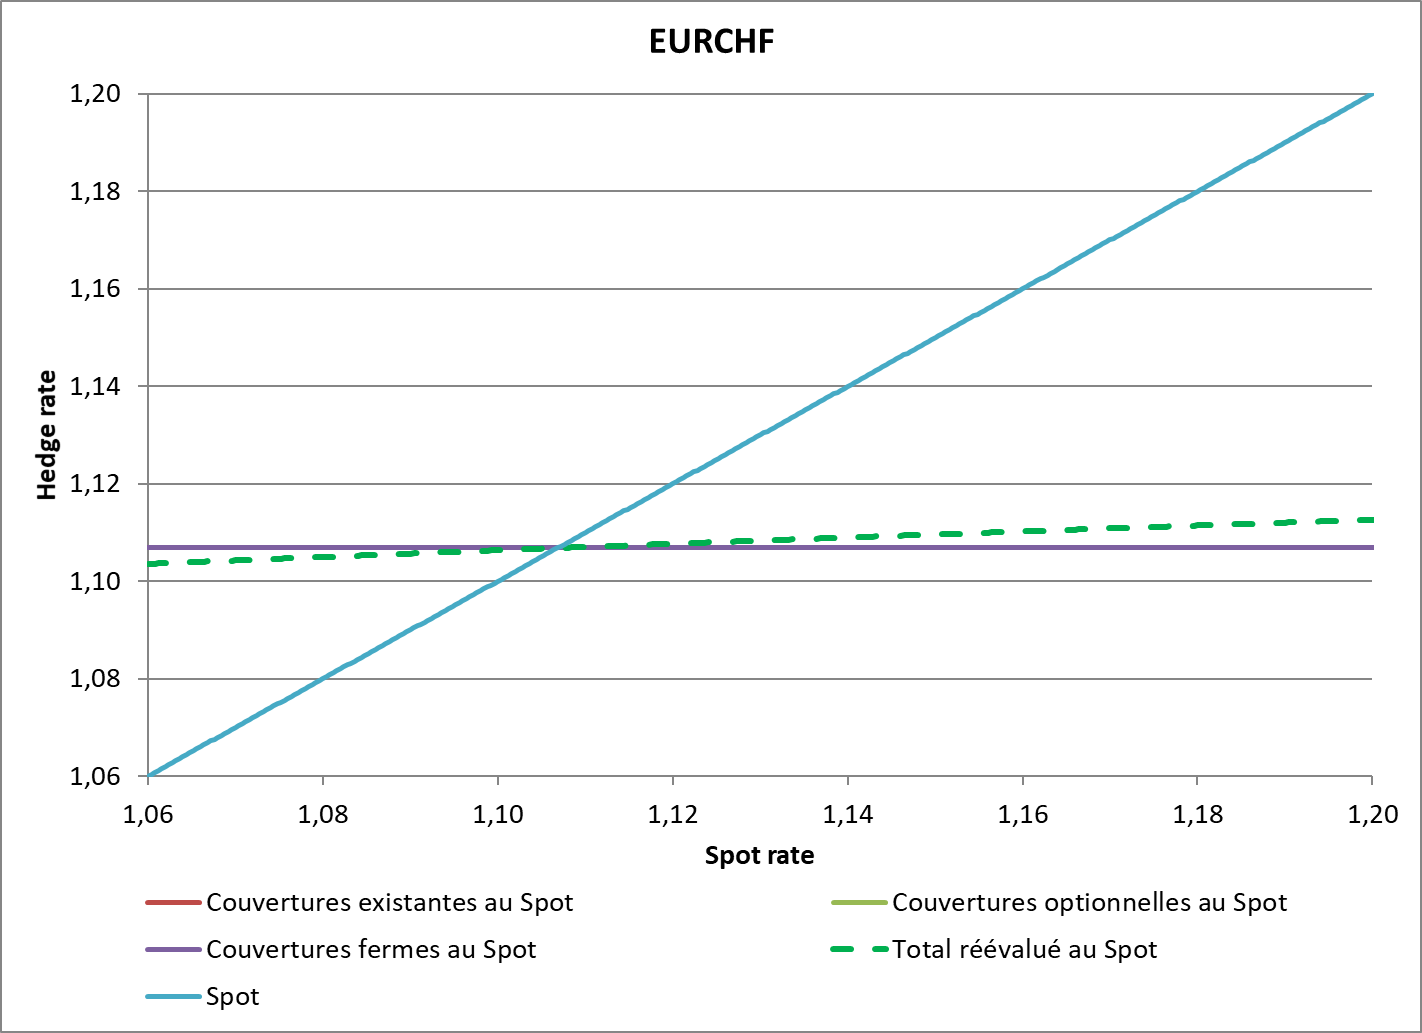 EURCHF
1,20
1,18
1,16
1,14
1,12
1,10
1,08
1,06
Hedge rate
1,06 1,08 1,10 1,12 1,14 1,16 1,18 1,20
Spot rate
Couvertures existantes au Spot Couvertures optionnelles au Spot
Couvertures fermes au Spot Total réévalué au Spot
Spot